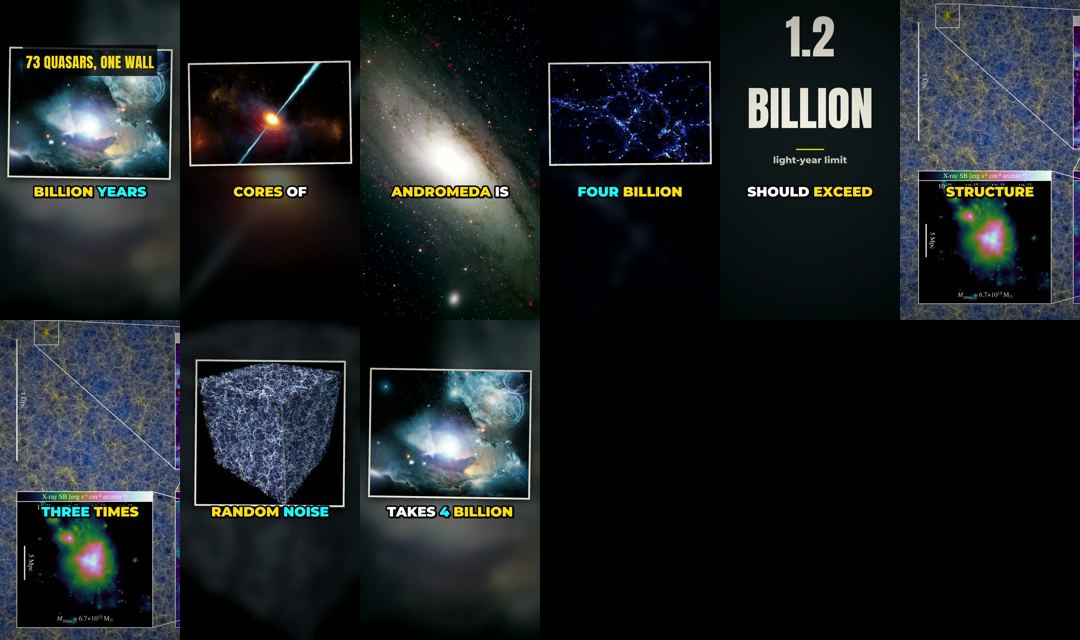 73 QUASARS, ONE WALL
BILLION YEARS
CORES OF
ANDROMEDA IS
FOUR BILLION
1.2
BILLION
light-year limit
SHOULD EXCEED
X-ray SB [erg s⁻¹ cm⁻² arcmin⁻²]
STRUCTURE
5 Mpc
X-ray SB [erg s⁻¹ cm⁻² arcmin⁻²]
THREE TIMES
5 Mpc
RANDOM NOISE
TAKES 4 BILLION